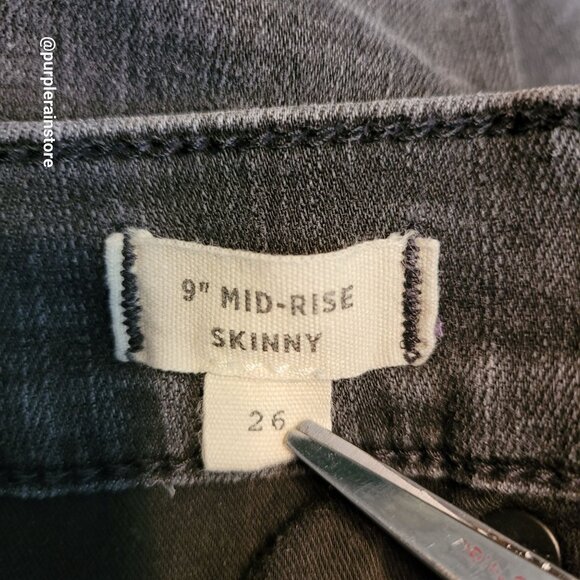 @purplerainstore
9" MID-RISE
SKINNY
26